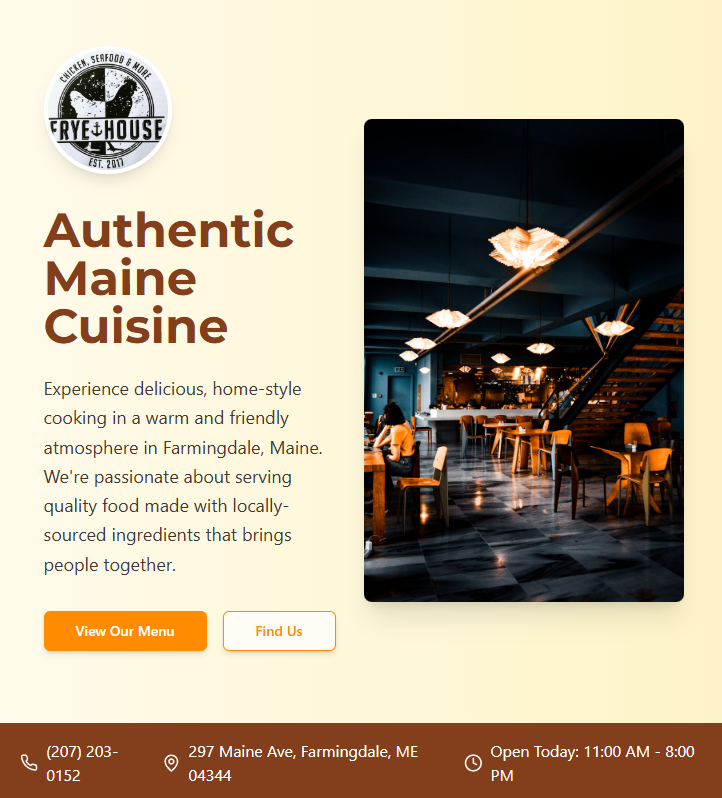 CHICKEN, SEAFOOD & MORE
FRYE HOUSE
EST. 2017
Authentic
Maine
Cuisine
Experience delicious, home-style
cooking in a warm and friendly
atmosphere in Farmingdale, Maine.
We're passionate about serving
quality food made with locally-
sourced ingredients that brings
people together.
View Our Menu
Find Us
(207) 203-
0152
297 Maine Ave, Farmingdale, ME
04344
Open Today: 11:00 AM - 8:00
PM